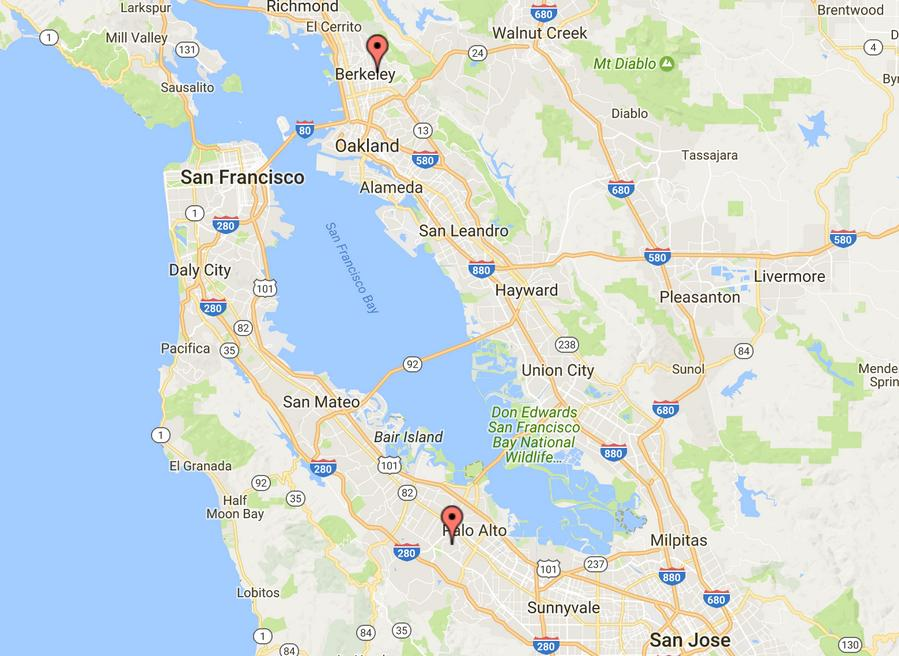 Larkspur
Richmond
680
Brentwood
1
Mill Valley
131
El Cerrito
Walnut Creek
24
4
Berkeley
Mt Diablo
Sausalito
Diablo
80
13
Oakland
580
Tassajara
San Francisco
Alameda
680
1
280
San Leandro
San Francisco Bay
580
580
Daly City
880
Livermore
101
Hayward
Pleasanton
280
82
Pacifica
35
238
84
92
Union City
Sunol
San Mateo
680
Don Edwards
San Francisco
Bay National
Wildlife...
Bair Island
1
880
El Granada
280
101
92
35
82
Half
Moon Bay
Palo Alto
Milpitas
280
101
237
880
Lobitos
Sunnyvale
680
1
84
35
84
280
San Jose
130